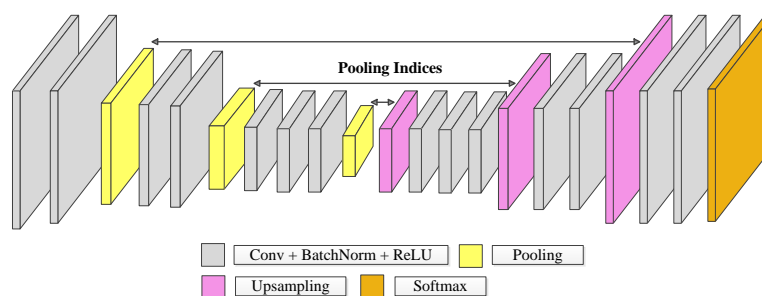 Pooling Indices
Conv + BatchNorm + ReLU
Pooling
Upsampling
Softmax